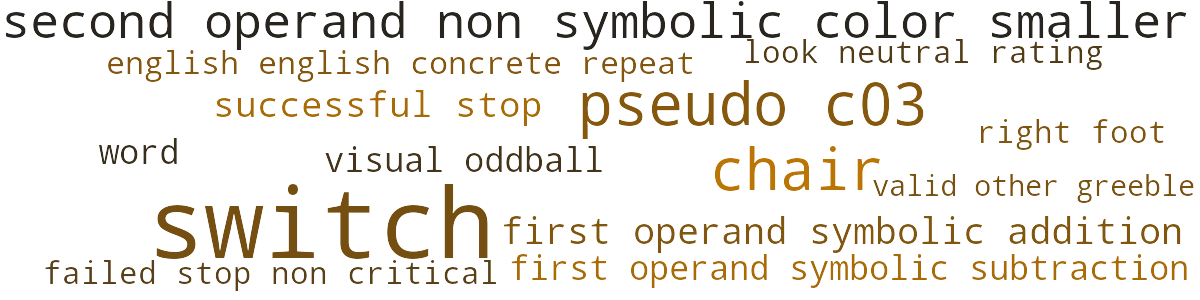 second operand non symbolic color smaller
look neutral rating
english english concrete repeat
successful stop
pseudo c03
right foot
word
visual oddball
chair
valid other greeble
switch
first operand symbolic addition
failed stop non critical
first operand symbolic subtraction